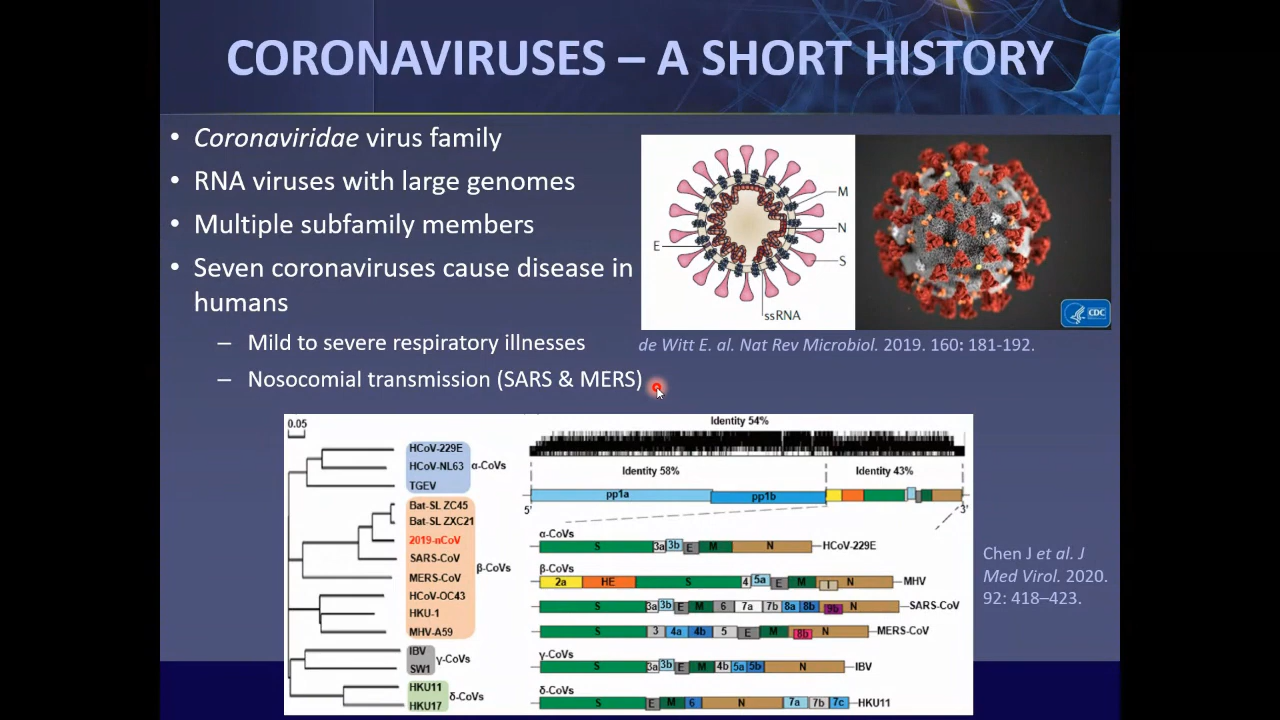 CORONAVIRUSES – A SHORT HISTORY
• Coronaviridae virus family
• RNA viruses with large genomes
• Multiple subfamily members
• Seven coronaviruses cause disease in
humans
– Mild to severe respiratory illnesses
– Nosocomial transmission (SARS & MERS)
M
N
E
S
ssRNA
CDC
de Witt E. al. Nat Rev Microbiol. 2019. 160: 181-192.
0.05
HCoV-229E
HCoV-NL63
α-CoVs
TGEV
Bat-SL ZC45
Bat-SL ZXC21
2019-nCoV
SARS-CoV
β-CoVs
MERS-CoV
HCoV-OC43
HKU-1
MHV-A59
IBV
γ-CoVs
SW1
HKU11
δ-CoVs
HKU17
Identity 54%
Identity 58% Identity 43%
pp1a pp1b
5' 3'
α-CoVs
S 3a 3b E M N HCoV-229E
β-CoVs
2a HE S 4 5a E M I N MHV
S 3a 3b E M 6 7a 7b 8a 8b 9b N SARS-CoV
S 3 4a 4b 5 E M 8b N MERS-CoV
γ-CoVs
S 3a 3b E M 4b 5a 5b N IBV
δ-CoVs
S E M 6 N 7a 7b 7c HKU11
Chen J et al. J
Med Virol. 2020.
92: 418–423.